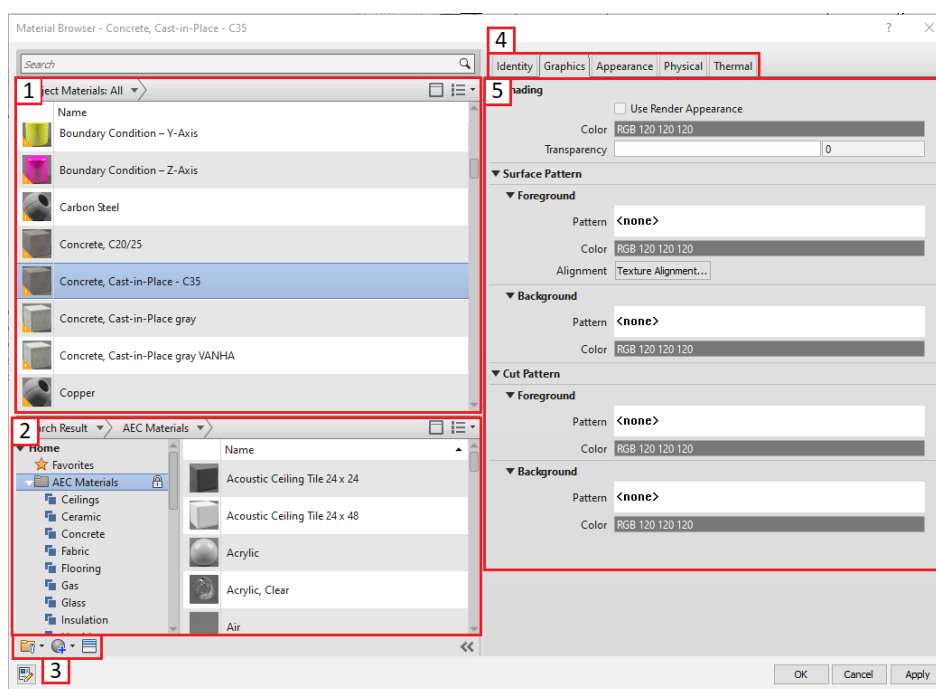 Material Browser - Concrete, Cast-in-Place - C35
?
4
Search
Identity Graphics Appearance Physical Thermal
1
ject Materials: All
Name
Boundary Condition – Y-Axis
Boundary Condition – Z-Axis
Carbon Steel
Concrete, C20/25
Concrete, Cast-in-Place - C35
Concrete, Cast-in-Place gray
Concrete, Cast-in-Place gray VANHA
Copper
2
rch Result AEC Materials
Home
Favorites
AEC Materials
Ceilings
Ceramic
Concrete
Fabric
Flooring
Gas
Glass
Insulation
Name
Acoustic Ceiling Tile 24 x 24
Acoustic Ceiling Tile 24 x 48
Acrylic
Acrylic, Clear
Air
3
5
ading
Use Render Appearance
Color RGB 120 120 120
Transparency 0
Surface Pattern
Foreground
Pattern <none>
Color RGB 120 120 120
Alignment Texture Alignment...
Background
Pattern <none>
Color RGB 120 120 120
Cut Pattern
Foreground
Pattern <none>
Color RGB 120 120 120
Background
Pattern <none>
Color RGB 120 120 120
OK Cancel Apply